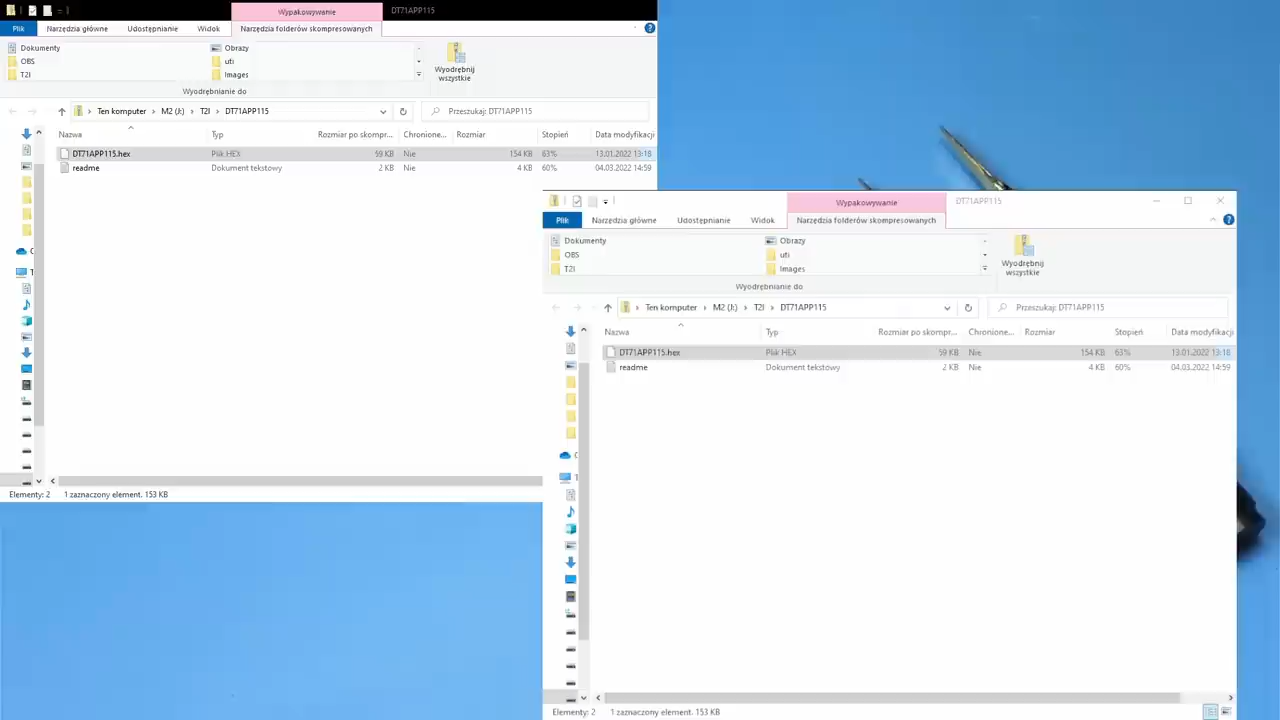 Wypakowywanie DT71APP115
Plik Narzędzia główne Udostępnianie Widok Narzędzia folderów skompresowanych
Dokumenty Obrazy
OBS uti
T2I Images
Wyodrębnij wszystkie
Wyodrębnianie do
Ten komputer M2 (J:) T2I DT71APP115 Przeszukaj: DT71APP115
Nazwa Typ Rozmiar po skompr... Chronione... Rozmiar Stopień Data modyfikacji
DT71APP115.hex Plik HEX 59 KB Nie 154 KB 63% 13.01.2022 13:18
readme Dokument tekstowy 2 KB Nie 4 KB 60% 04.03.2022 14:59
Elementy: 2 1 zaznaczony element. 153 KB
Wypakowywanie DT71APP115
Plik Narzędzia główne Udostępnianie Widok Narzędzia folderów skompresowanych
Dokumenty Obrazy
OBS uti
T2I Images
Wyodrębnij wszystkie
Wyodrębnianie do
Ten komputer M2 (J:) T2I DT71APP115 Przeszukaj: DT71APP115
Nazwa Typ Rozmiar po skompr... Chronione... Rozmiar Stopień Data modyfikacji
DT71APP115.hex Plik HEX 59 KB Nie 154 KB 63% 13.01.2022 13:18
readme Dokument tekstowy 2 KB Nie 4 KB 60% 04.03.2022 14:59
Elementy: 2 1 zaznaczony element. 153 KB